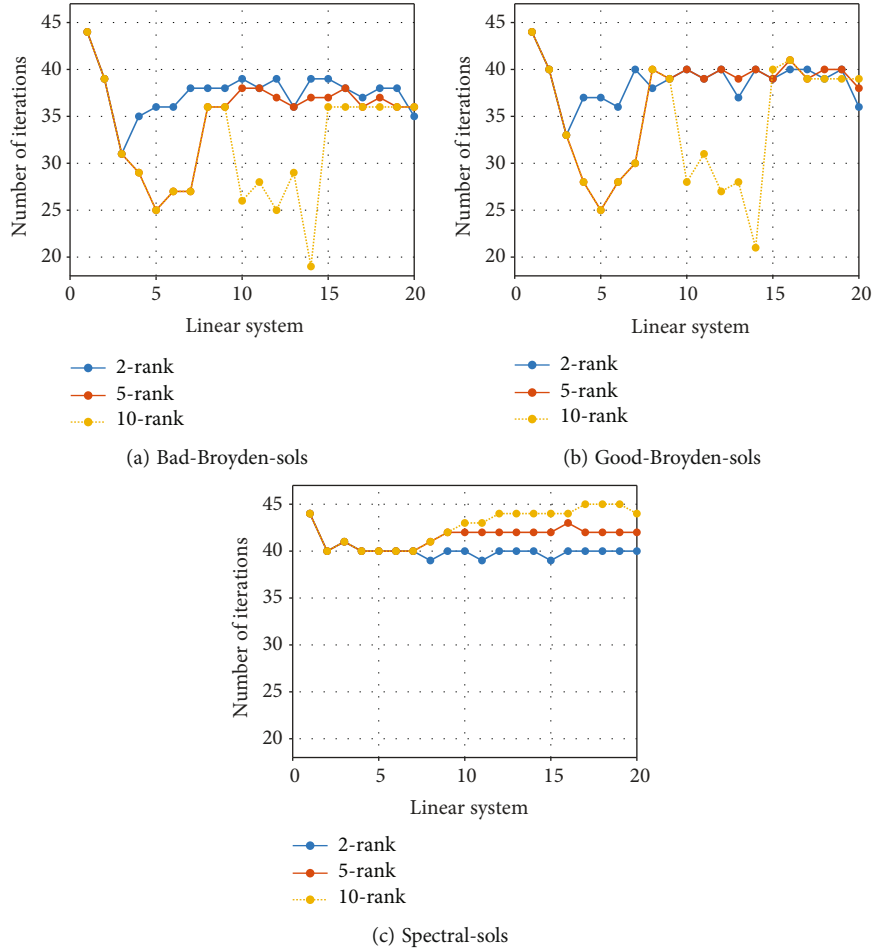 45
40
35
30
25
20
Number of iterations
0
5
10
15
20
Linear system
2-rank
5-rank
10-rank
(a) Bad-Broyden-sols
45
40
35
30
25
20
Number of iterations
0
5
10
15
20
Linear system
2-rank
5-rank
10-rank
(b) Good-Broyden-sols
45
40
35
30
25
20
Number of iterations
0
5
10
15
20
Linear system
2-rank
5-rank
10-rank
(c) Spectral-sols